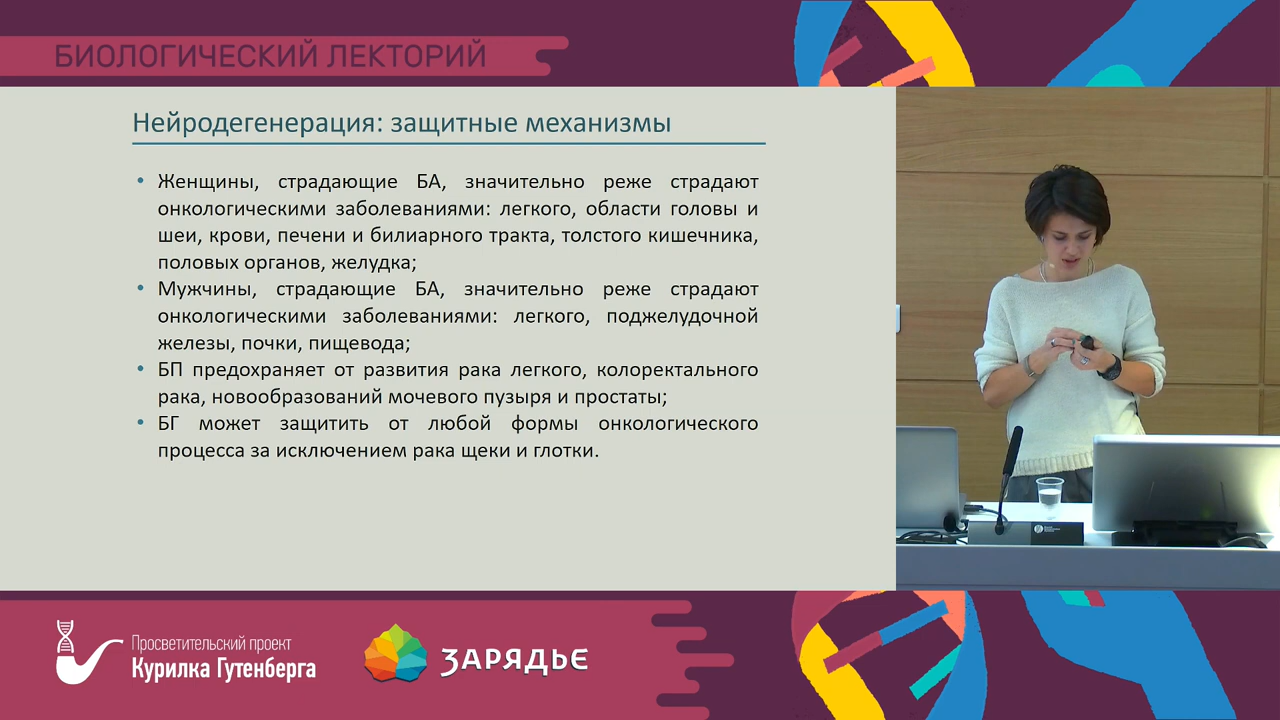 БИОЛОГИЧЕСКИЙ ЛЕКТОРИЙ
Нейродегенерация: защитные механизмы
• Женщины, страдающие БА, значительно реже страдают
онкологическими заболеваниями: легкого, области головы и
шеи, крови, печени и билиарного тракта, толстого кишечника,
половых органов, желудка;
• Мужчины, страдающие БА, значительно реже страдают
онкологическими заболеваниями: легкого, поджелудочной
железы, почки, пищевода;
• БП предохраняет от развития рака легкого, колоректального
рака, новообразований мочевого пузыря и простаты;
• БГ может защитить от любой формы онкологического
процесса за исключением рака щеки и глотки.
Просветительский проект
Курилка Гутенберга
ЗАРЯДЬЕ